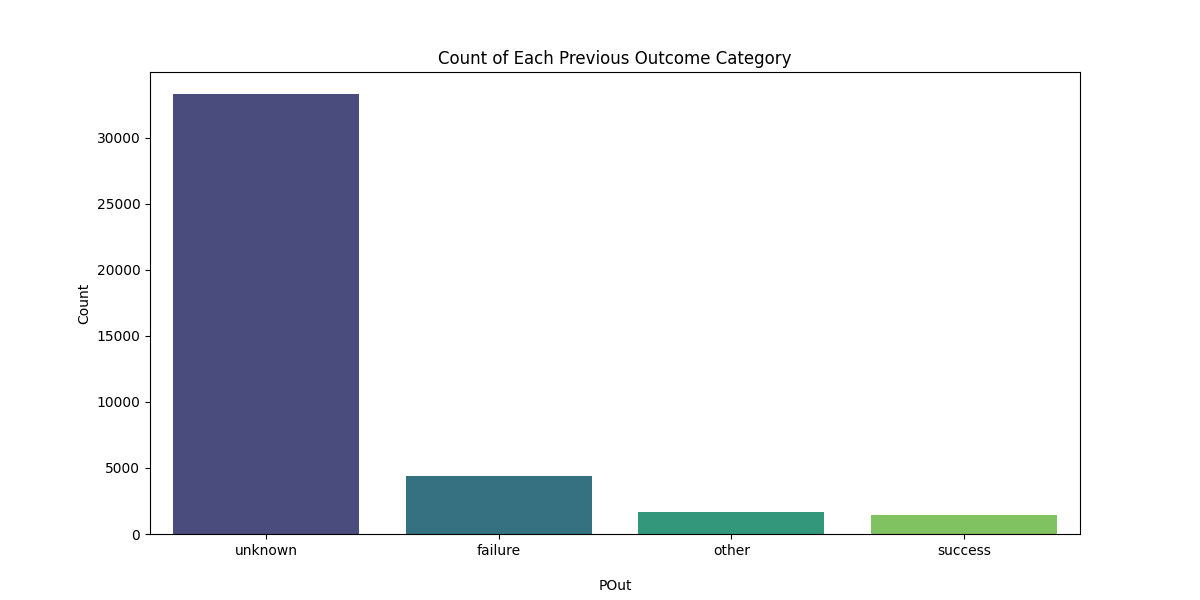 Count of Each Previous Outcome Category
30000
25000
20000
15000
10000
5000
0
Count
unknown
failure
other
success
POut